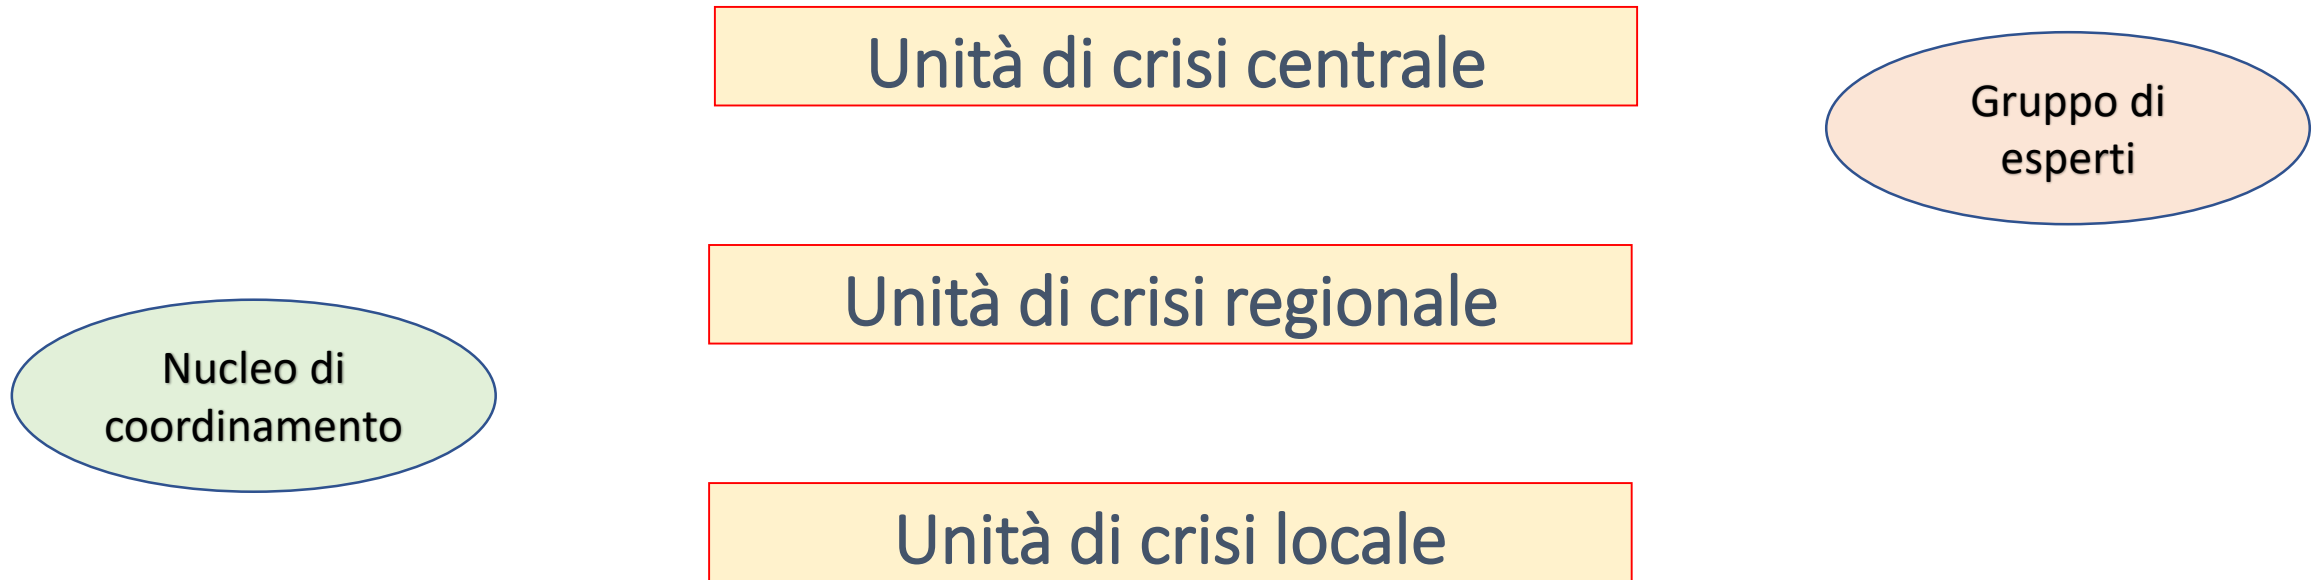 Unità di crisi centrale
Gruppo di
esperti
Unità di crisi regionale
Nucleo di
coordinamento
Unità di crisi locale